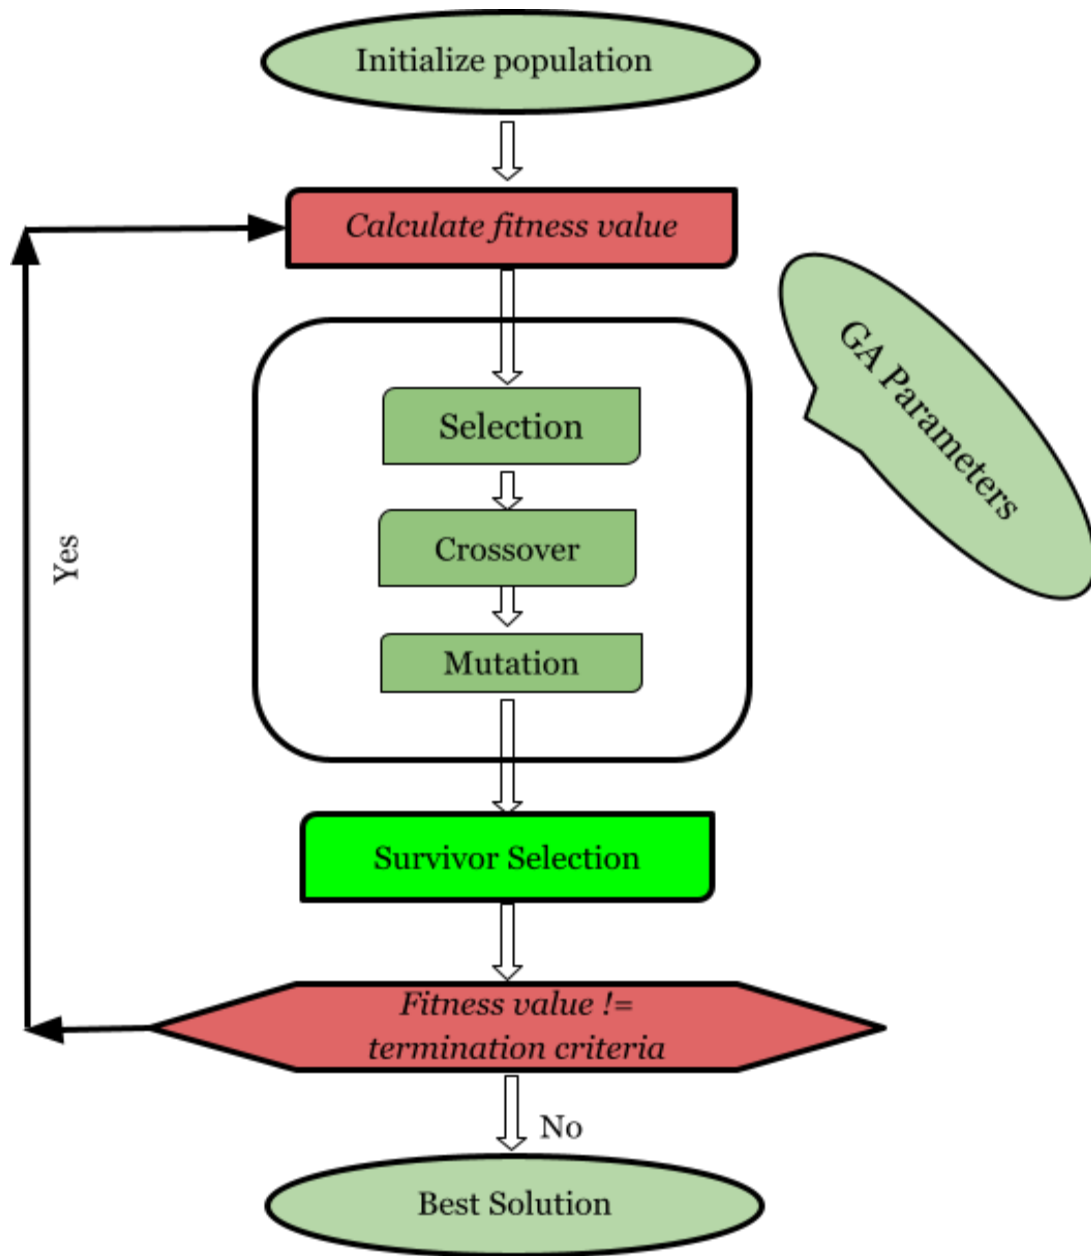 Initialize population
Calculate fitness value
GA Parameters
Selection
Crossover
Yes
Mutation
Survivor Selection
Fitness value !=
termination criteria
No
Best Solution